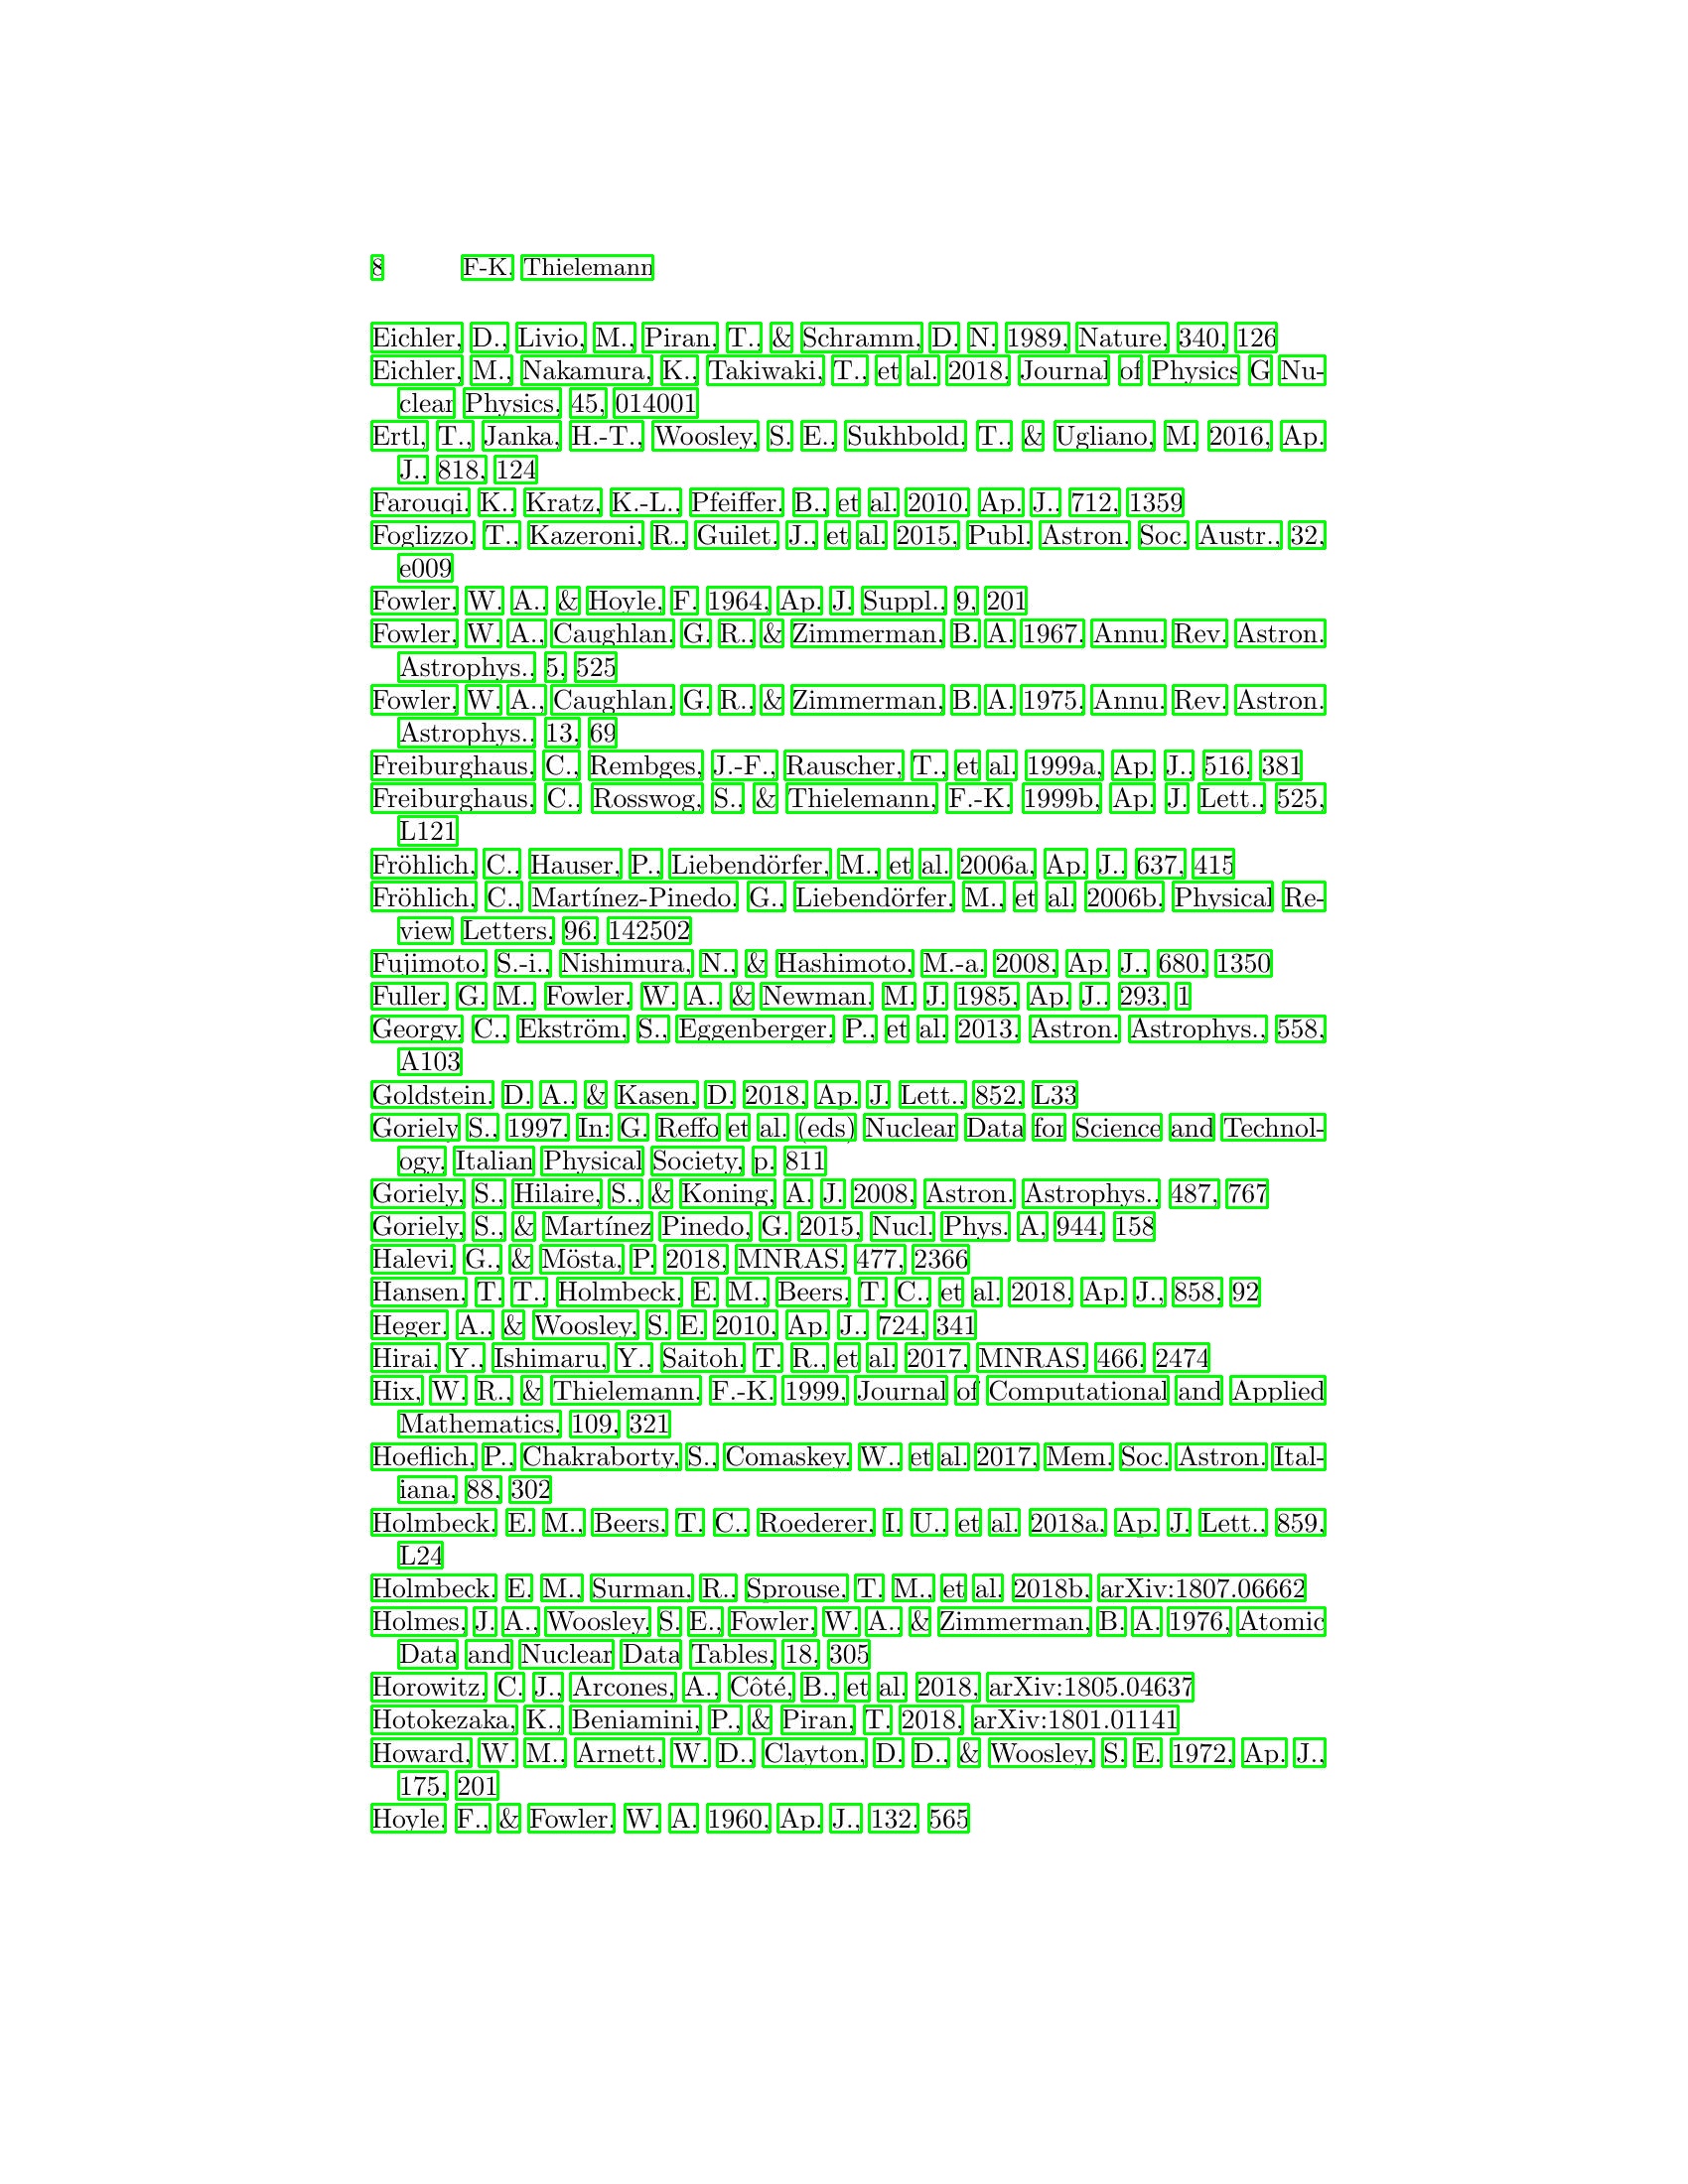 8 F-K. Thielemann
Eichler, D., Livio, M., Piran, T., & Schramm, D. N. 1989, Nature, 340, 126
Eichler, M., Nakamura, K., Takiwaki, T., et al. 2018, Journal of Physics G Nu-
clear Physics, 45, 014001
Ertl, T., Janka, H.-T., Woosley, S. E., Sukhbold, T., & Ugliano, M. 2016, Ap.
J., 818, 124
Farouqi, K., Kratz, K.-L., Pfeiffer, B., et al. 2010, Ap. J., 712, 1359
Foglizzo, T., Kazeroni, R., Guilet, J., et al. 2015, Publ. Astron. Soc. Austr., 32,
e009
Fowler, W. A., & Hoyle, F. 1964, Ap. J. Suppl., 9, 201
Fowler, W. A., Caughlan, G. R., & Zimmerman, B. A. 1967, Annu. Rev. Astron.
Astrophys., 5, 525
Fowler, W. A., Caughlan, G. R., & Zimmerman, B. A. 1975, Annu. Rev. Astron.
Astrophys., 13, 69
Freiburghaus, C., Rembges, J.-F., Rauscher, T., et al. 1999a, Ap. J., 516, 381
Freiburghaus, C., Rosswog, S., & Thielemann, F.-K. 1999b, Ap. J. Lett., 525,
L121
Fröhlich, C., Hauser, P., Liebendörfer, M., et al. 2006a, Ap. J., 637, 415
Fröhlich, C., Martínez-Pinedo, G., Liebendörfer, M., et al. 2006b, Physical Re-
view Letters, 96, 142502
Fujimoto, S.-i., Nishimura, N., & Hashimoto, M.-a. 2008, Ap. J., 680, 1350
Fuller, G. M., Fowler, W. A., & Newman, M. J. 1985, Ap. J., 293, 1
Georgy, C., Ekström, S., Eggenberger, P., et al. 2013, Astron. Astrophys., 558,
A103
Goldstein, D. A., & Kasen, D. 2018, Ap. J. Lett., 852, L33
Goriely S., 1997, In: G. Reffo et al. (eds) Nuclear Data for Science and Technol-
ogy. Italian Physical Society, p. 811
Goriely, S., Hilaire, S., & Koning, A. J. 2008, Astron. Astrophys., 487, 767
Goriely, S., & Martínez Pinedo, G. 2015, Nucl. Phys. A, 944, 158
Halevi, G., & Mösta, P. 2018, MNRAS, 477, 2366
Hansen, T. T., Holmbeck, E. M., Beers, T. C., et al. 2018, Ap. J., 858, 92
Heger, A., & Woosley, S. E. 2010, Ap. J., 724, 341
Hirai, Y., Ishimaru, Y., Saitoh, T. R., et al. 2017, MNRAS, 466, 2474
Hix, W. R., & Thielemann, F.-K. 1999, Journal of Computational and Applied
Mathematics, 109, 321
Hoeflich, P., Chakraborty, S., Comaskey, W., et al. 2017, Mem. Soc. Astron. Ital-
iana, 88, 302
Holmbeck, E. M., Beers, T. C., Roederer, I. U., et al. 2018a, Ap. J. Lett., 859,
L24
Holmbeck, E. M., Surman, R., Sprouse, T. M., et al. 2018b, arXiv:1807.06662
Holmes, J. A., Woosley, S. E., Fowler, W. A., & Zimmerman, B. A. 1976, Atomic
Data and Nuclear Data Tables, 18, 305
Horowitz, C. J., Arcones, A., Côté, B., et al. 2018, arXiv:1805.04637
Hotokezaka, K., Beniamini, P., & Piran, T. 2018, arXiv:1801.01141
Howard, W. M., Arnett, W. D., Clayton, D. D., & Woosley, S. E. 1972, Ap. J.,
175, 201
Hoyle, F., & Fowler, W. A. 1960, Ap. J., 132, 565